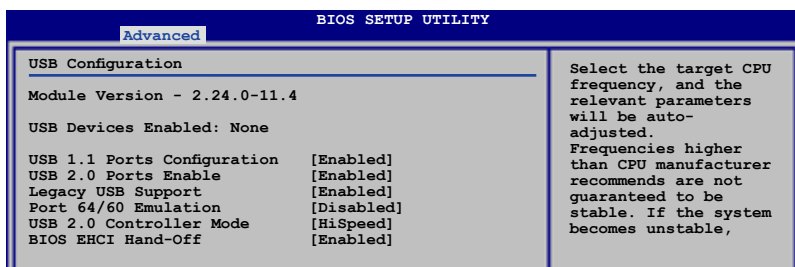 BIOS SETUP UTILITY
Advanced
USB Configuration
Module Version - 2.24.0-11.4
USB Devices Enabled: None
USB 1.1 Ports Configuration [Enabled]
USB 2.0 Ports Enable [Enabled]
Legacy USB Support [Enabled]
Port 64/60 Emulation [Disabled]
USB 2.0 Controller Mode [HiSpeed]
BIOS EHCI Hand-Off [Enabled]
Select the target CPU
frequency, and the
relevant parameters
will be auto-
adjusted.
Frequencies higher
than CPU manufacturer
recommends are not
guaranteed to be
stable. If the system
becomes unstable,